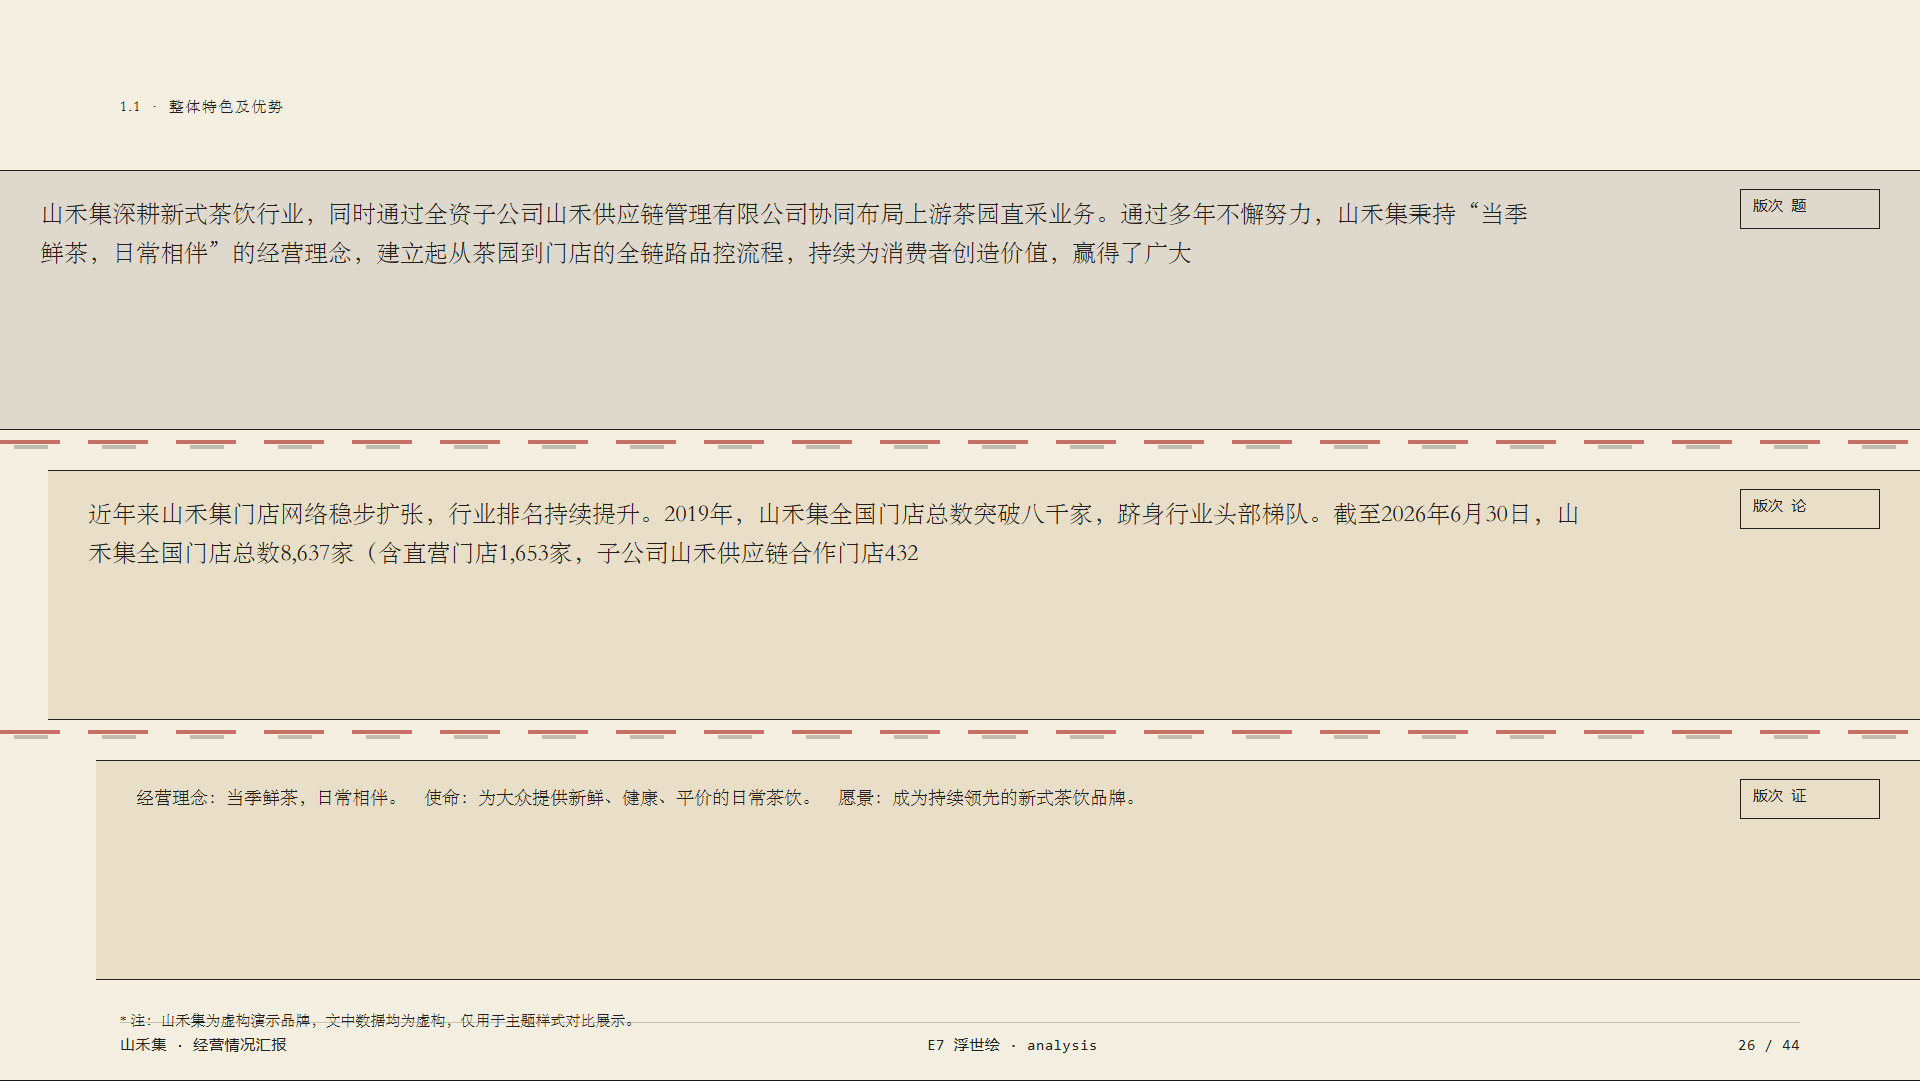 1.1 · 整体特色及优势
山禾集深耕新式茶饮行业，同时通过全资子公司山禾供应链管理有限公司协同布局上游茶园直采业务。通过多年不懈努力，山禾集秉持“当季
鲜茶，日常相伴”的经营理念，建立起从茶园到门店的全链路品控流程，持续为消费者创造价值，赢得了广大
版次 题
近年来山禾集门店网络稳步扩张，行业排名持续提升。2019年，山禾集全国门店总数突破八千家，跻身行业头部梯队。截至2026年6月30日，山
禾集全国门店总数8,637家（含直营门店1,653家，子公司山禾供应链合作门店432
版次 论
经营理念：当季鲜茶，日常相伴。 使命：为大众提供新鲜、健康、平价的日常茶饮。 愿景：成为持续领先的新式茶饮品牌。
版次 证
* 注：山禾集为虚构演示品牌，文中数据均为虚构，仅用于主题样式对比展示。
山禾集 · 经营情况汇报
E7 浮世绘 · analysis
26 / 44